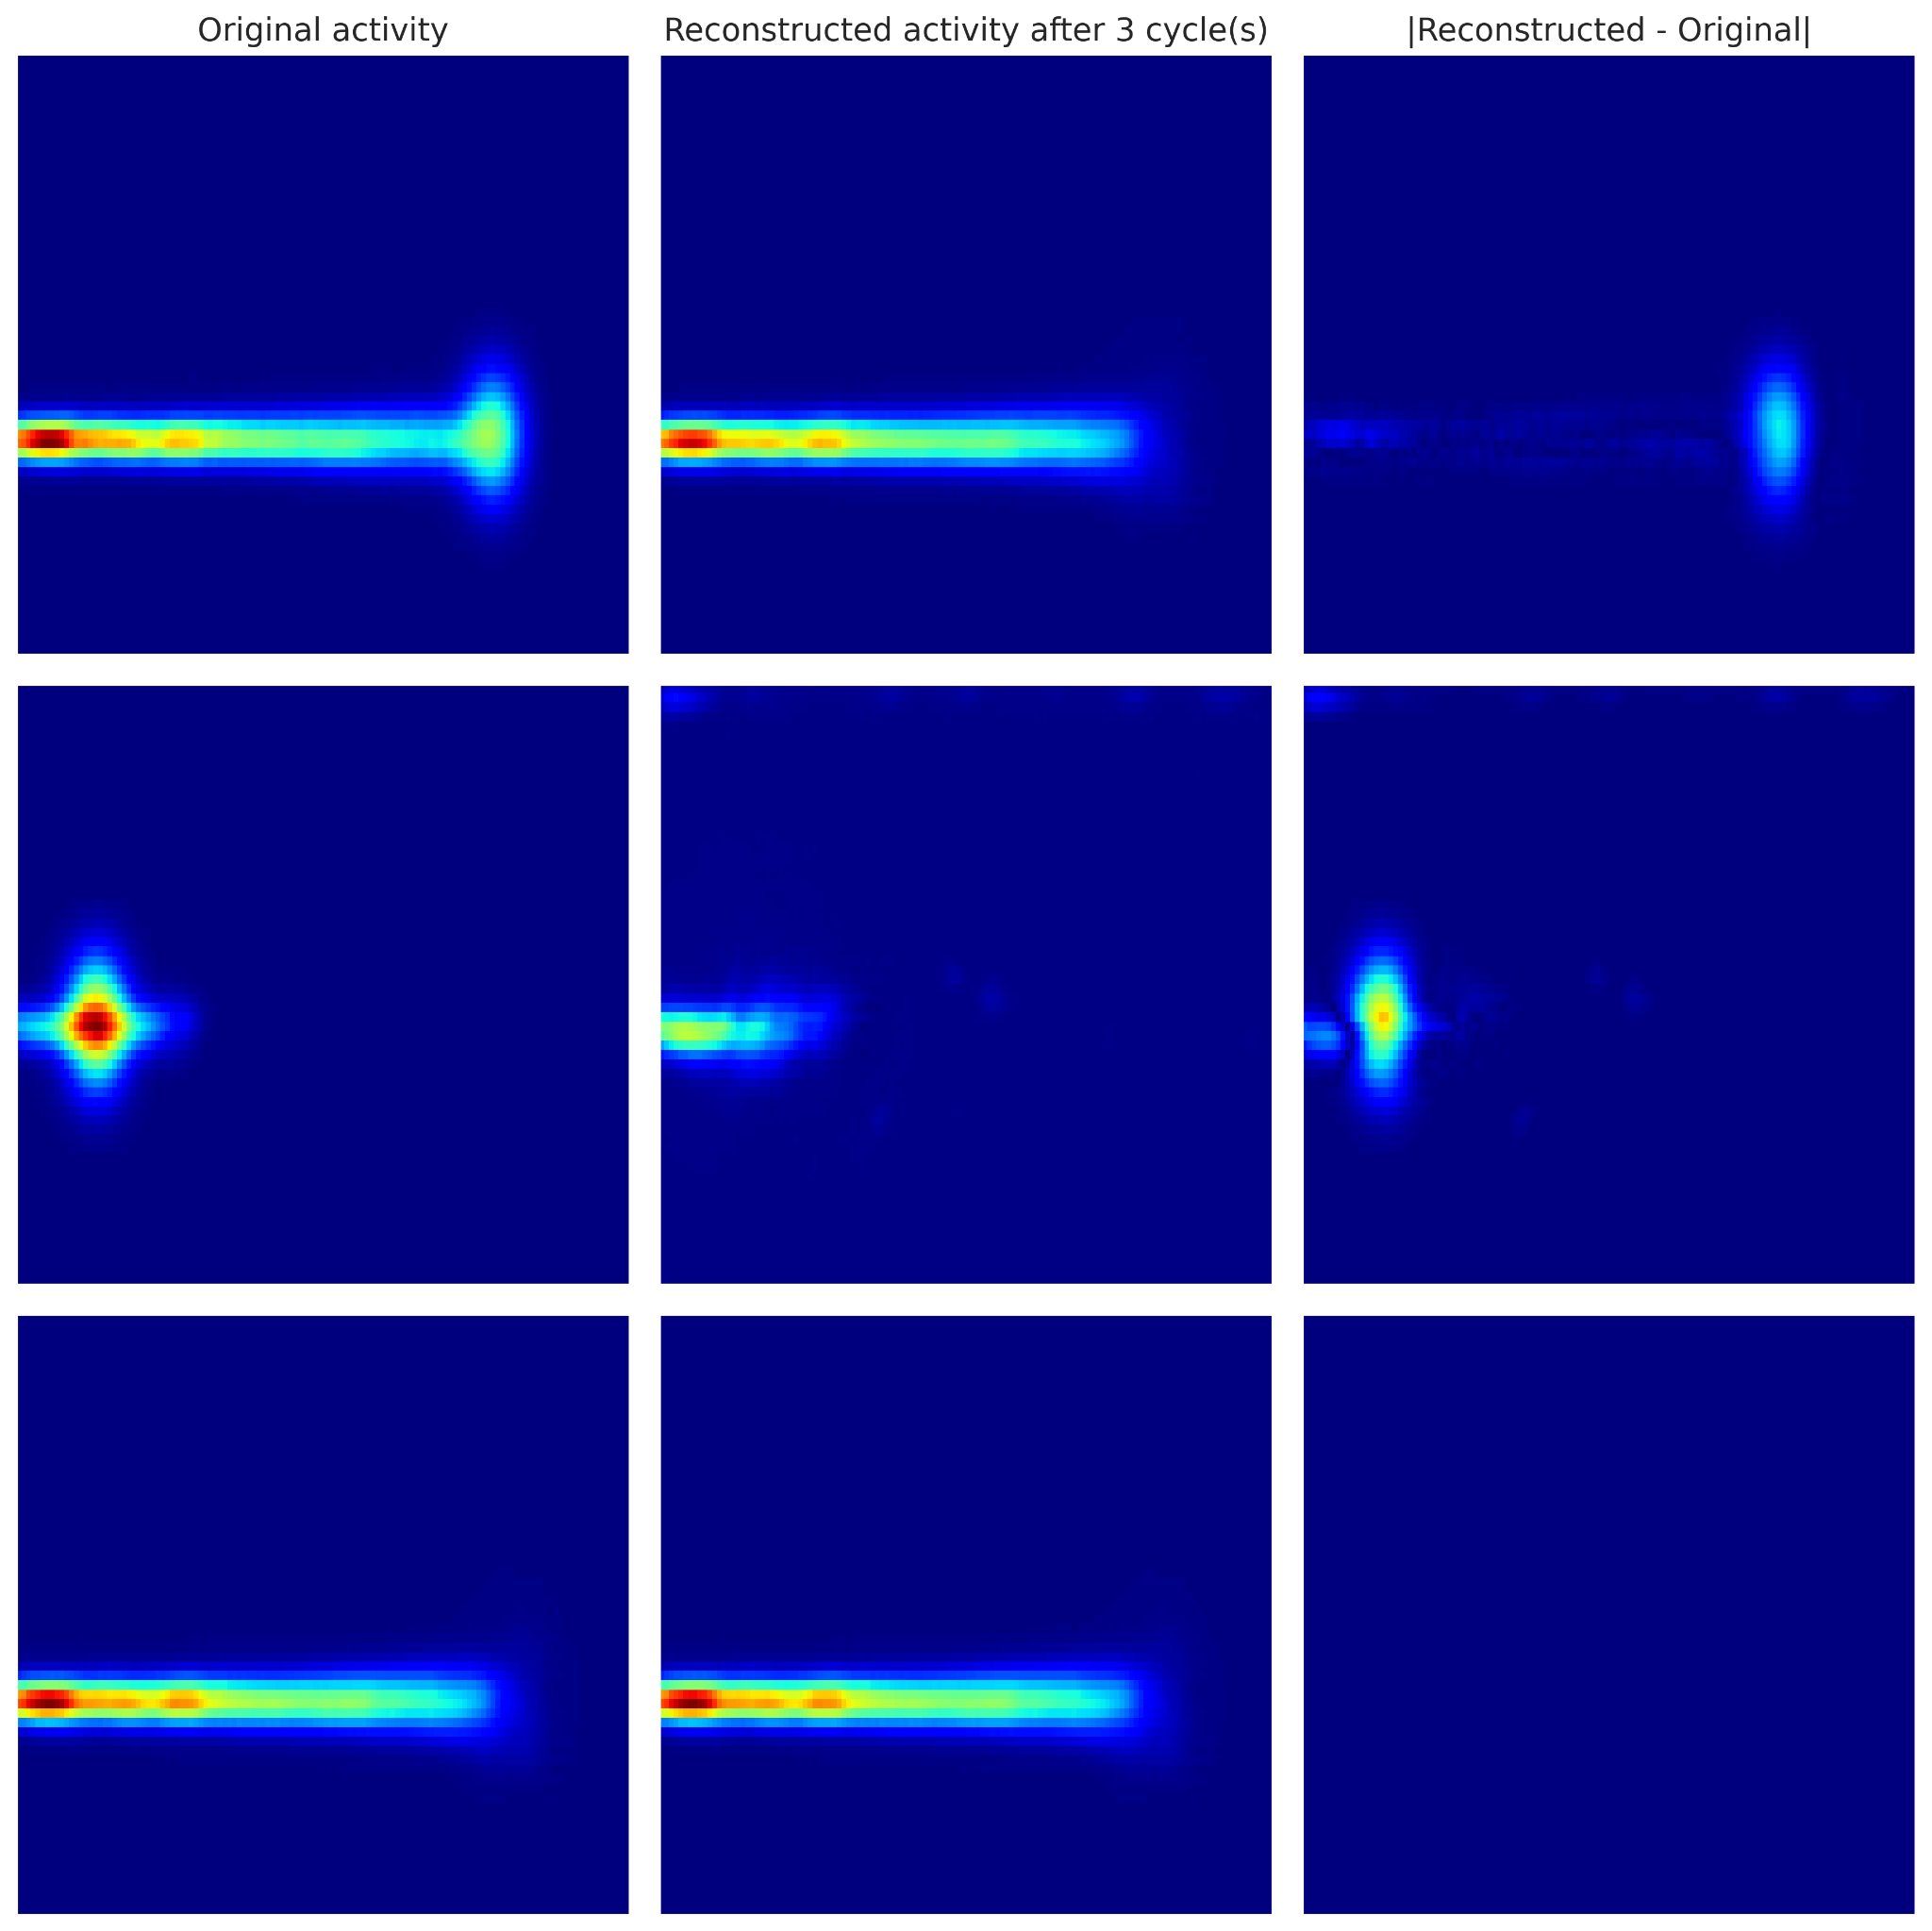 Original activity
Reconstructed activity after 3 cycle(s)
|Reconstructed - Original|